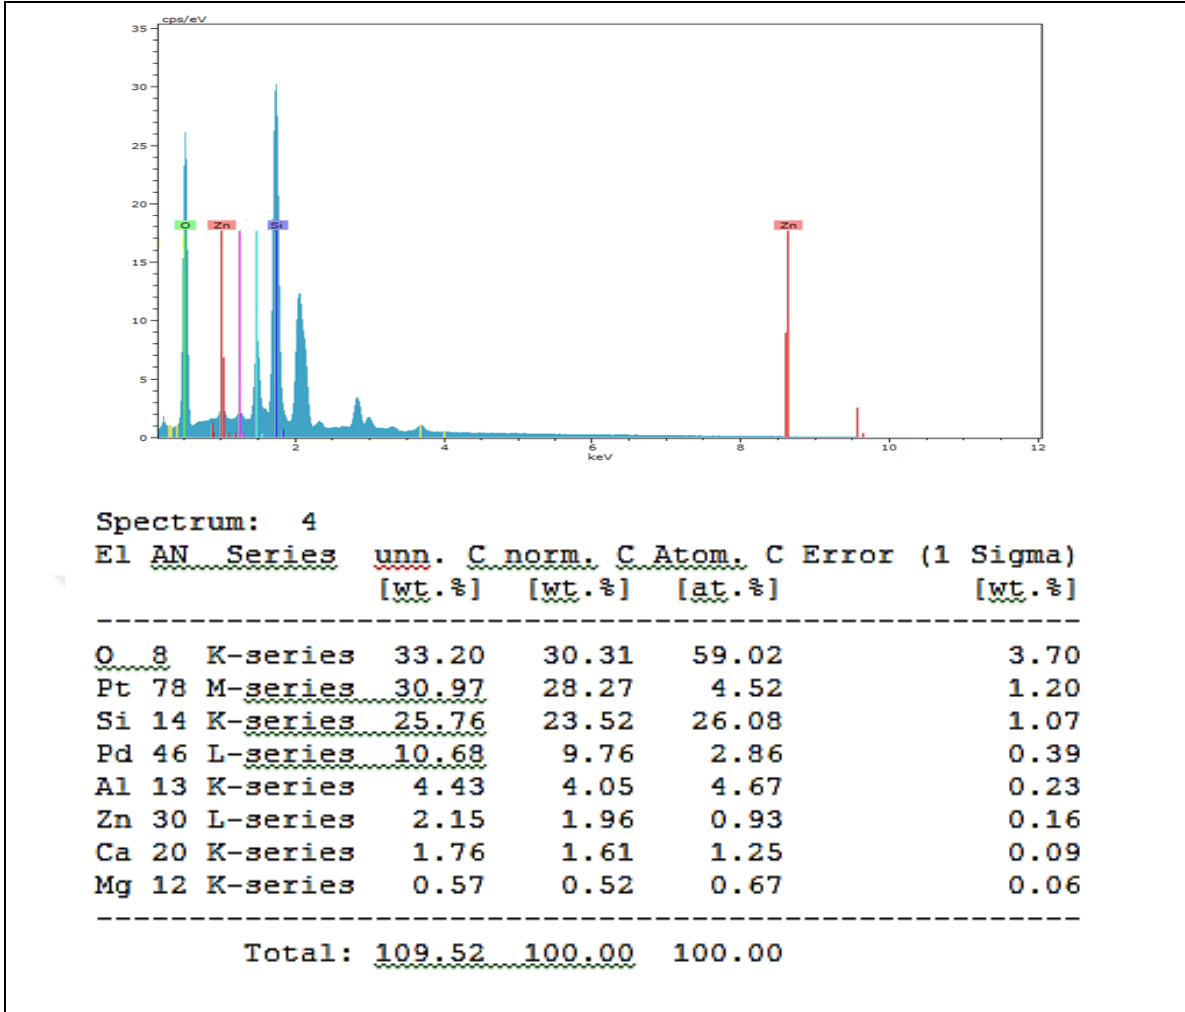 cps/eV
35
30
25
20
15
10
5
0
O Zn Si Zn
2 4 6 8 10 12
keV
Spectrum: 4
El AN Series unn. C norm. C Atom. C Error (1 Sigma)
[wt.%] [wt.%] [at.%] [wt.%]
-------------------------------------------------------
O 8 K-series 33.20 30.31 59.02 3.70
Pt 78 M-series 30.97 28.27 4.52 1.20
Si 14 K-series 25.76 23.52 26.08 1.07
Pd 46 L-series 10.68 9.76 2.86 0.39
Al 13 K-series 4.43 4.05 4.67 0.23
Zn 30 L-series 2.15 1.96 0.93 0.16
Ca 20 K-series 1.76 1.61 1.25 0.09
Mg 12 K-series 0.57 0.52 0.67 0.06
-------------------------------------------------------
Total: 109.52 100.00 100.00